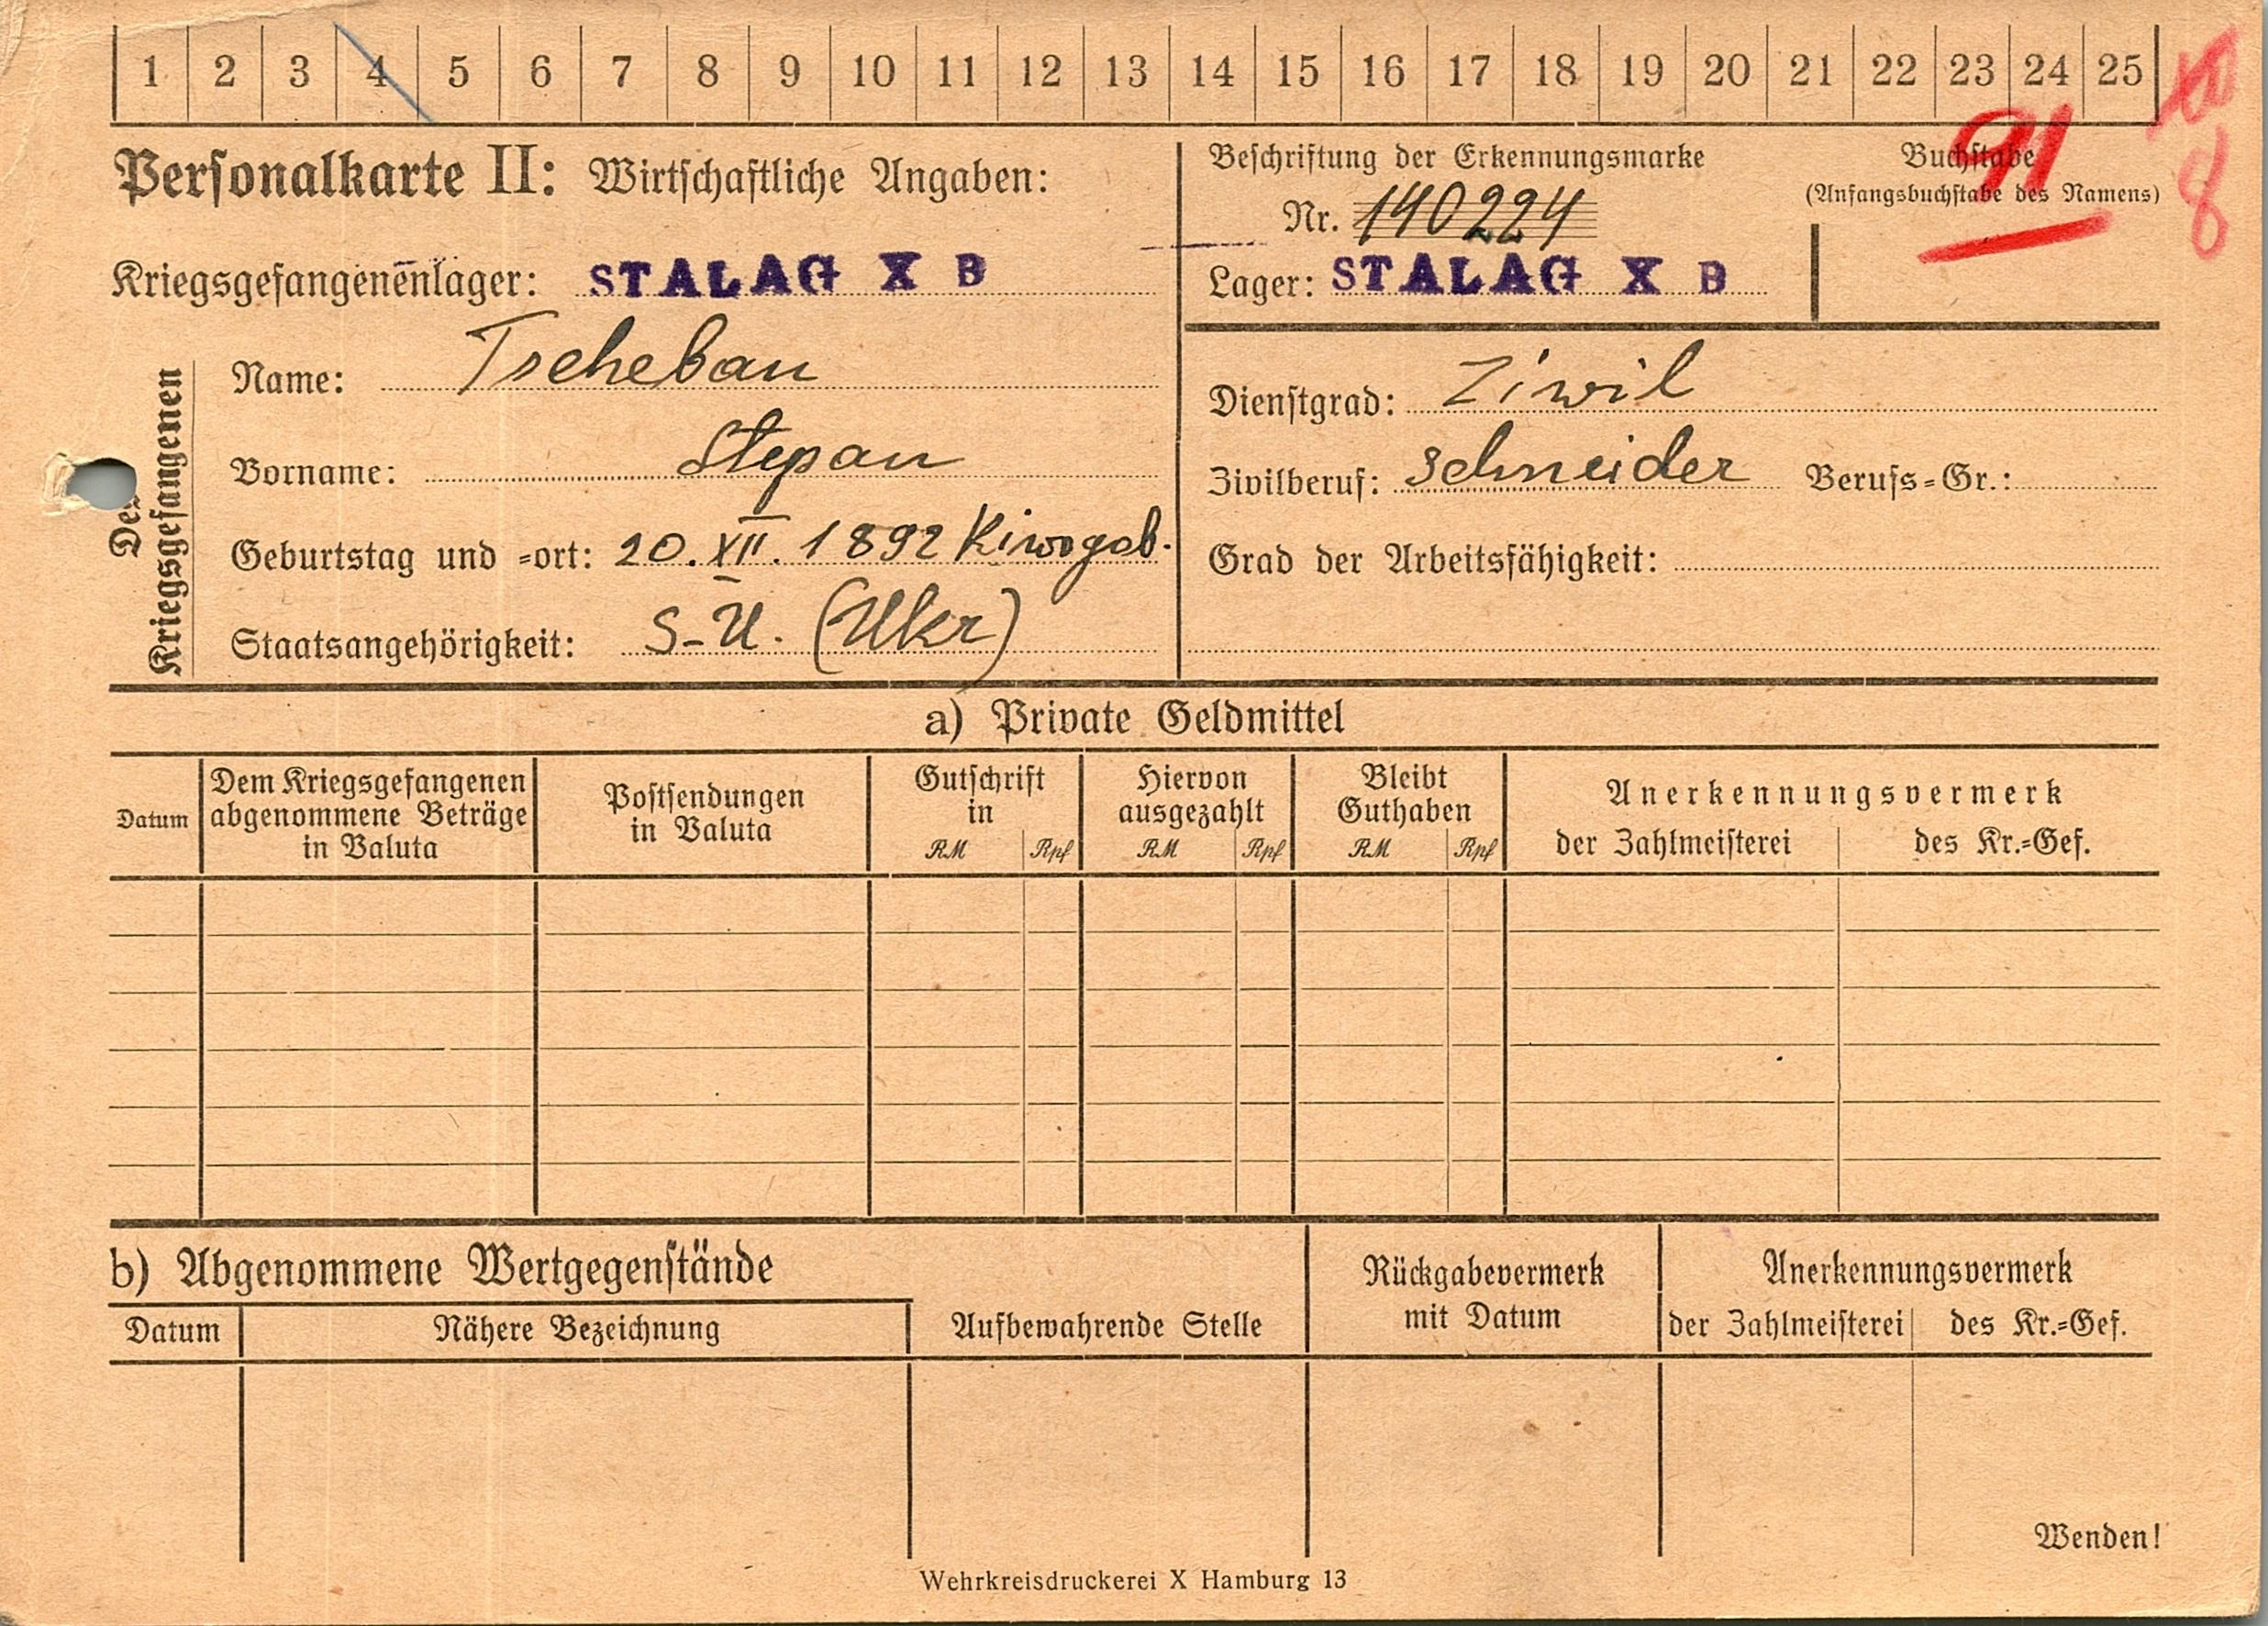 1 2 3 4 5 6 7 8 9 10 11 12 13 14 15 16 17 18 19 20 21 22 23 24 25
Personalkarte II: Wirtschaftliche Angaben:
Kriegsgefangenenlager: STALAG X B
Beschriftung der Erkennungsmarke
Nr. 140224
Lager: STALAG X B
Buchstabe
(Anfangsbuchstabe des Namens)
91
8
Des Kriegsgefangenen
Name: Tscheban
Vorname: Stepan
Geburtstag und -ort: 20. XII. 1892 Kiwogob.
Staatsangehörigkeit: S-U. (Ukr)
Dienstgrad: Ziwil
Zivilberuf: Schneider Berufs-Gr.:
Grad der Arbeitsfähigkeit:
a) Private Geldmittel
Datum
Dem Kriegsgefangenen
abgenommene Beträge
in Valuta
Postsendungen
in Valuta
Gutschrift
in
RM Rpf
Hiervon
ausgezahlt
RM Rpf
Bleibt
Guthaben
RM Rpf
Anerkennungsvermerk
der Zahlmeisterei des Kr.-Gef.
b) Abgenommene Wertgegenstände
Datum Nähere Bezeichnung
Aufbewahrende Stelle
Rückgabevermerk
mit Datum
Anerkennungsvermerk
der Zahlmeisterei des Kr.-Gef.
Wenden!
Wehrkreisdruckerei X Hamburg 13